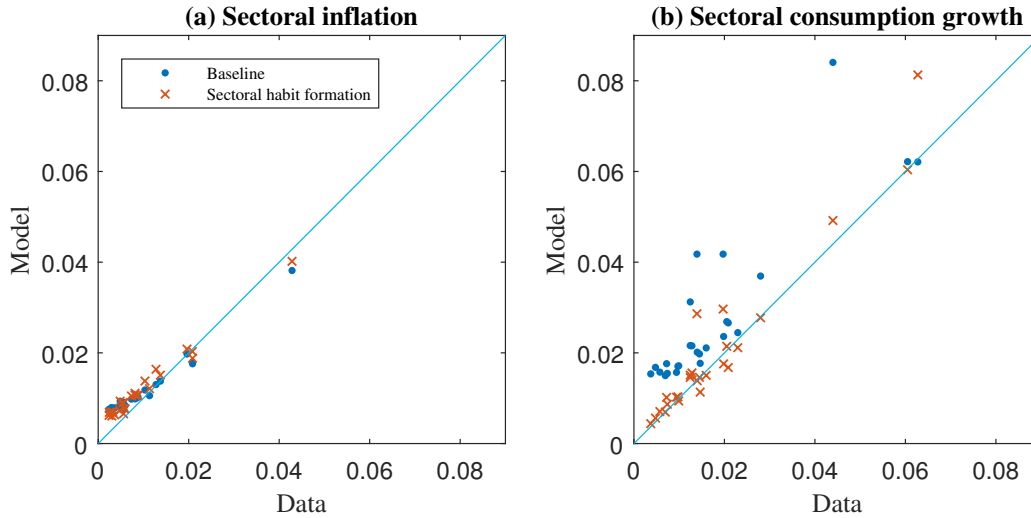 (a) Sectoral inflation
0.08
0.06
0.04
0.02
0
0 0.02 0.04 0.06 0.08
Model
Data
Baseline
Sectoral habit formation
(b) Sectoral consumption growth
0.08
0.06
0.04
0.02
0
0 0.02 0.04 0.06 0.08
Model
Data